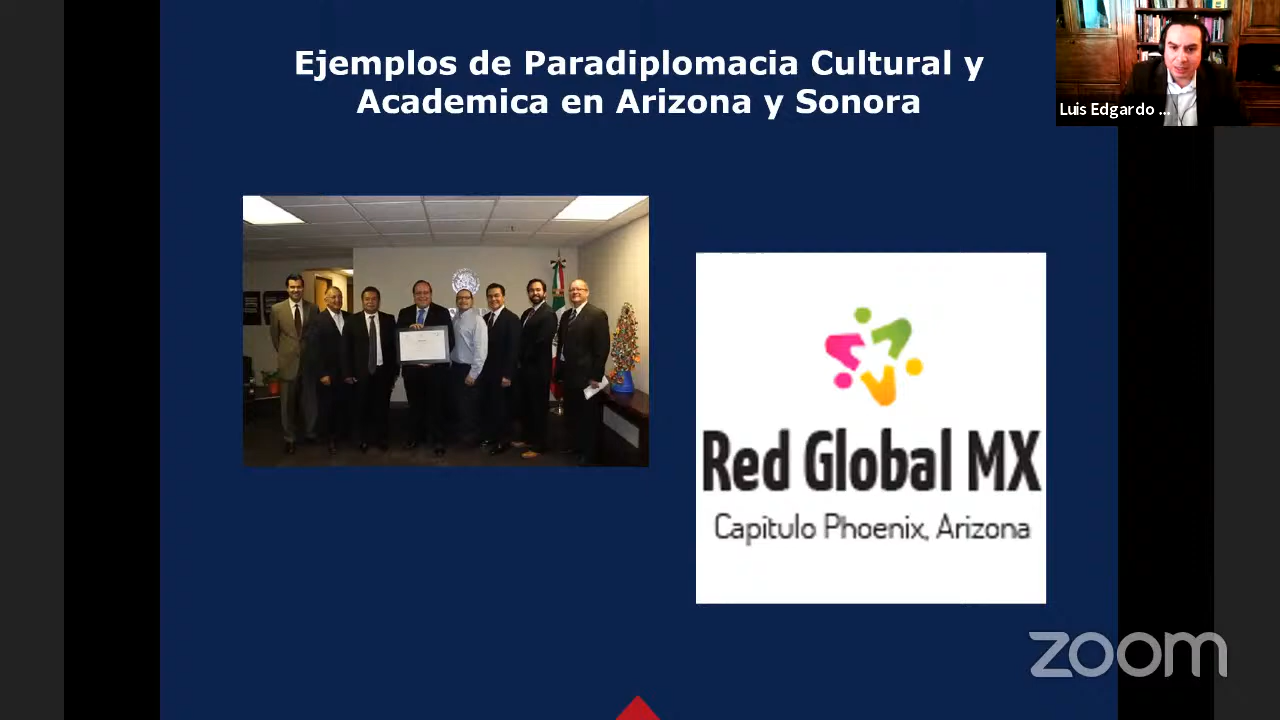 Ejemplos de Paradiplomacia Cultural y
Academica en Arizona y Sonora
Luis Edgardo ...
Red Global MX
Capitulo Phoenix, Arizona
zoom